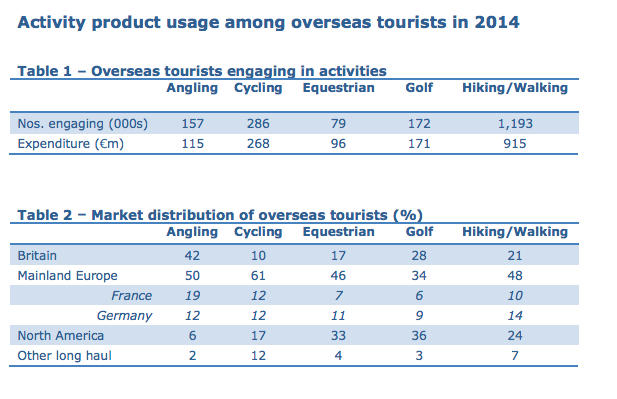 Activity product usage among overseas tourists in 2014
Table 1 – Overseas tourists engaging in activities
Angling Cycling Equestrian Golf Hiking/Walking
Nos. engaging (000s) 157 286 79 172 1,193
Expenditure (€m) 115 268 96 171 915
Table 2 – Market distribution of overseas tourists (%)
Angling Cycling Equestrian Golf Hiking/Walking
Britain 42 10 17 28 21
Mainland Europe 50 61 46 34 48
France 19 12 7 6 10
Germany 12 12 11 9 14
North America 6 17 33 36 24
Other long haul 2 12 4 3 7